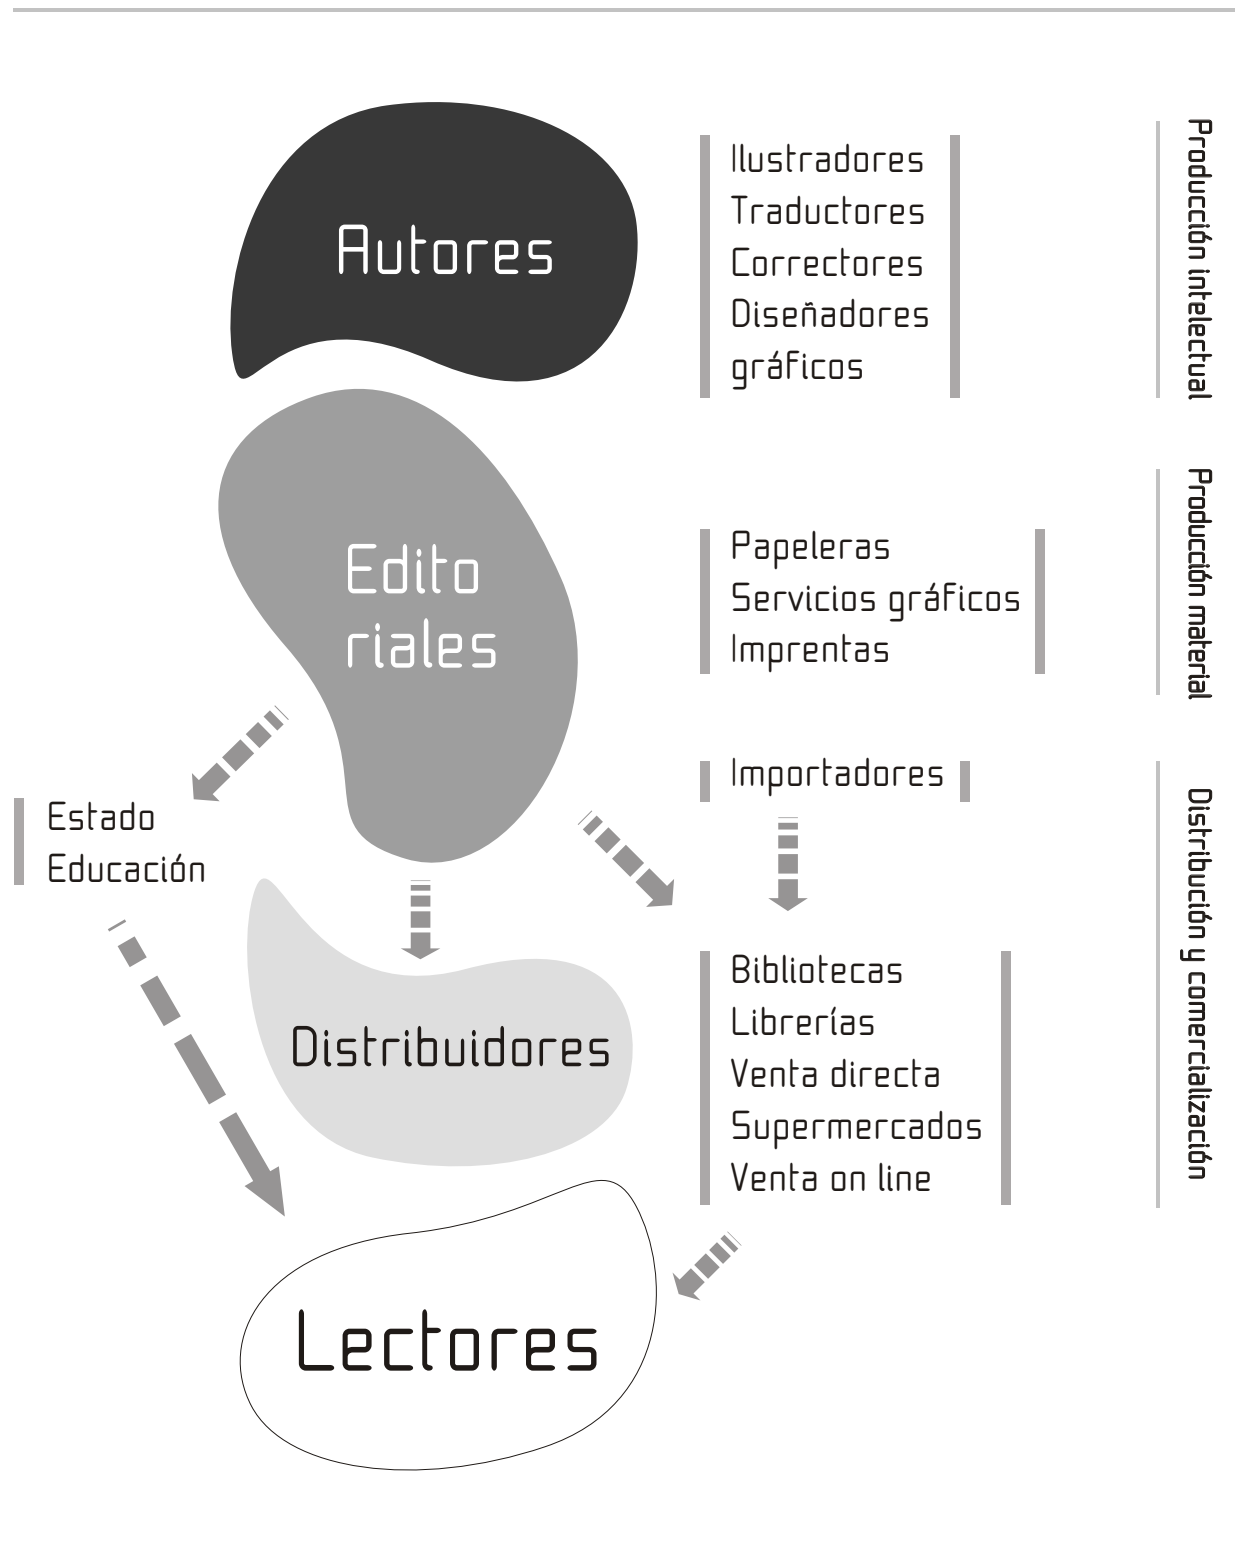 Autores
Ilustradores
Traductores
Correctores
Diseñadores
gráficos
Producción intelectual
Edito
riales
Papeleras
Servicios gráficos
Imprentas
Producción material
Importadores
Estado
Educación
Distribuidores
Bibliotecas
Librerías
Venta directa
Supermercados
Venta on line
Distribución y comercialización
Lectores